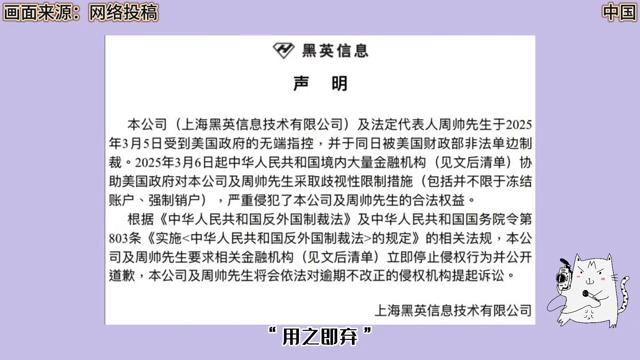 画面来源：网络投稿
中国
黑英信息
声 明
本公司（上海黑英信息技术有限公司）及法定代表人周帅先生于2025
年3月5日受到美国政府的无端指控，并于同日被美国财政部非法单边制
裁。2025年3月6日起中华人民共和国境内大量金融机构（见文后清单）协
助美国政府对本公司及周帅先生采取歧视性限制措施（包括并不限于冻结
账户、强制销户），严重侵犯了本公司及周帅先生的合法权益。
根据《中华人民共和国反外国制裁法》及中华人民共和国国务院令第
803条《实施<中华人民共和国反外国制裁法>的规定》的相关法规，本公
司及周帅先生要求相关金融机构（见文后清单）立即停止侵权行为并公开
道歉，本公司及周帅先生将会依法对逾期不改正的侵权机构提起诉讼。
上海黑英信息技术有限公司
“用之即弃”